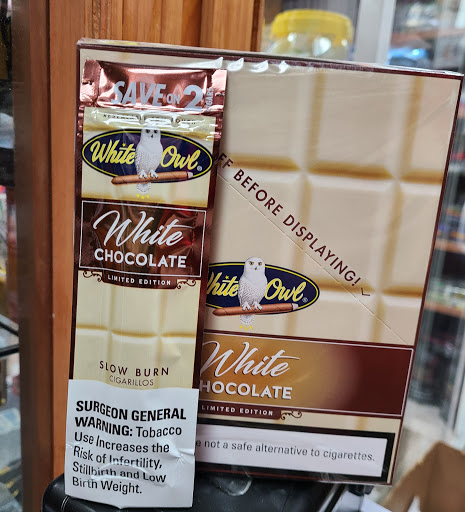 SAVE ON 2
White Owl
White
CHOCOLATE
LIMITED EDITION
SLOW BURN
CIGARILLOS
SURGEON GENERAL
WARNING: Tobacco
Use Increases the
Risk of Infertility,
Stillbirth and Low
Birth Weight.
FF BEFORE DISPLAYING!
White Owl
White
HOCOLATE
LIMITED EDITION
e not a safe alternative to cigarettes.